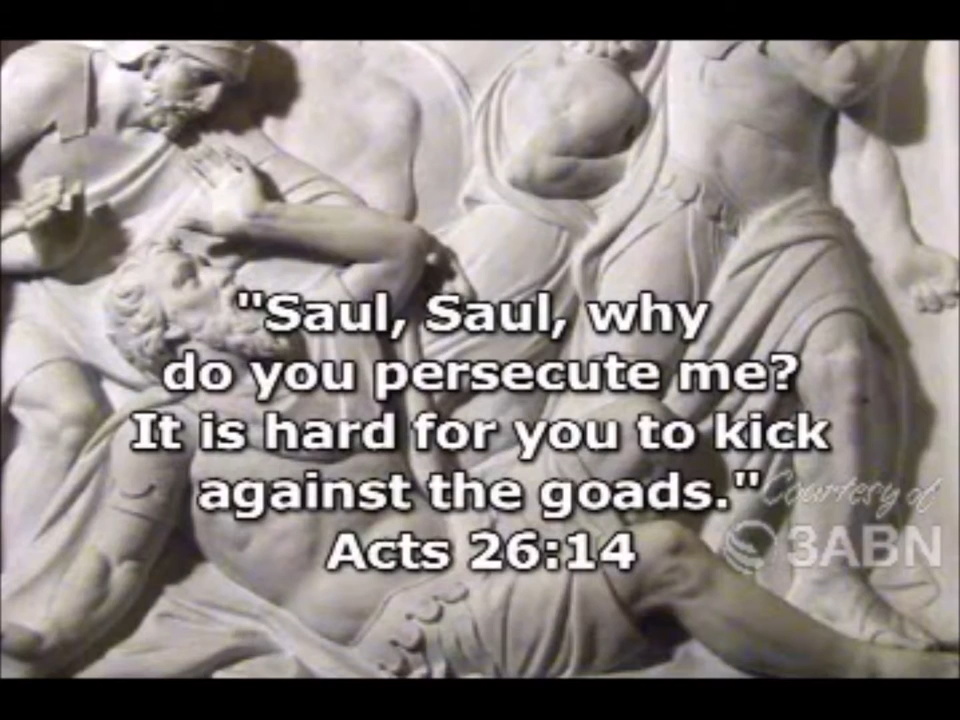 "Saul, Saul, why
do you persecute me?
It is hard for you to kick
against the goads."
Acts 26:14
Courtesy of
3ABN